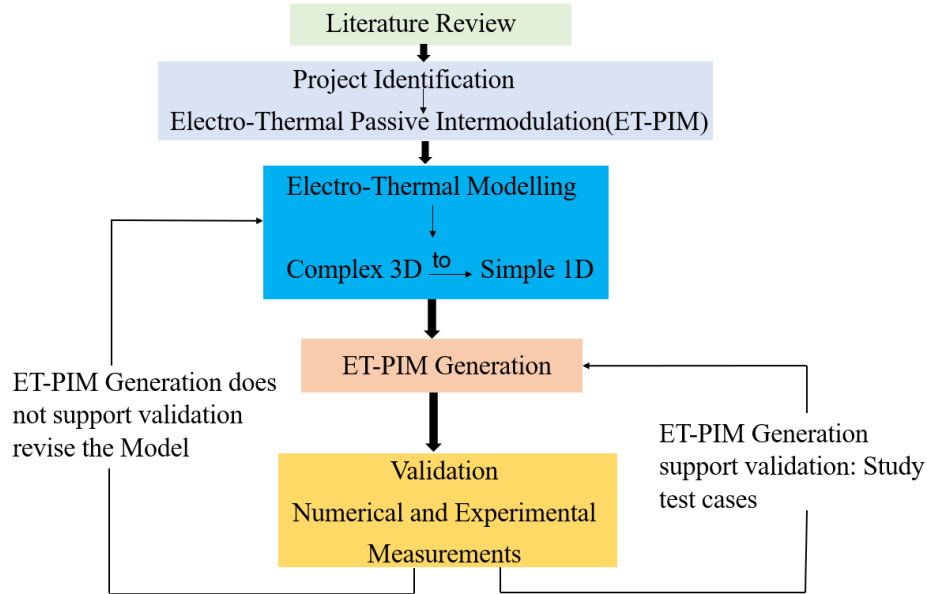 Literature Review
Project Identification
Electro-Thermal Passive Intermodulation(ET-PIM)
Electro-Thermal Modelling
Complex 3D to Simple 1D
ET-PIM Generation
ET-PIM Generation does
not support validation
revise the Model
ET-PIM Generation
support validation: Study
test cases
Validation
Numerical and Experimental
Measurements